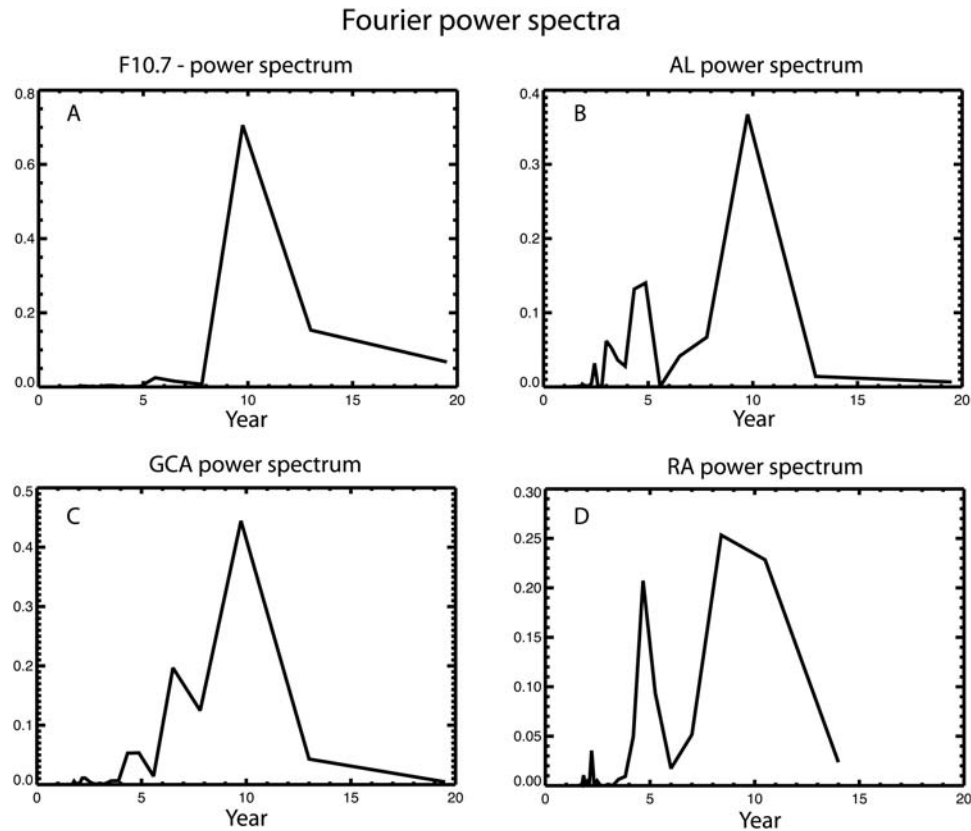 Fourier power spectra
F10.7 - power spectrum
A
0.8
0.6
0.4
0.2
0.0
0 5 10 15 20
Year
AL power spectrum
B
0.4
0.3
0.2
0.1
0.0
0 5 10 15 20
Year
GCA power spectrum
C
0.5
0.4
0.3
0.2
0.1
0.0
0 5 10 15 20
Year
RA power spectrum
D
0.30
0.25
0.20
0.15
0.10
0.05
0.00
0 5 10 15 20
Year